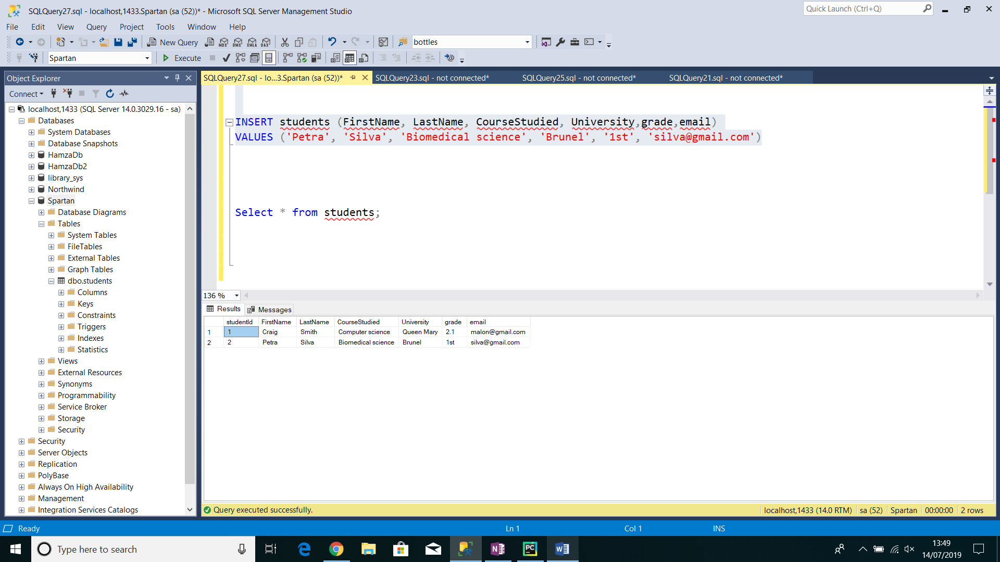 SQLQuery27.sql - localhost,1433.Spartan (sa (52))* - Microsoft SQL Server Management Studio
Quick Launch (Ctrl+Q)
File Edit View Query Project Tools Window Help
New Query MDX DMX XMLA DAX bottles
Spartan Execute
Object Explorer
Connect
localhost,1433 (SQL Server 14.0.3029.16 - sa)
Databases
System Databases
Database Snapshots
HamzaDb
HamzaDb2
library_sys
Northwind
Spartan
Database Diagrams
Tables
System Tables
FileTables
External Tables
Graph Tables
dbo.students
Columns
Keys
Constraints
Triggers
Indexes
Statistics
Views
External Resources
Synonyms
Programmability
Service Broker
Storage
Security
Security
Server Objects
Replication
PolyBase
Always On High Availability
Management
Integration Services Catalogs
SQLQuery27.sql - lo...3.Spartan (sa (52))* SQLQuery23.sql - not connected* SQLQuery25.sql - not connected* SQLQuery21.sql - not connected*
INSERT students (FirstName, LastName, CourseStudied, University,grade,email)
VALUES ('Petra', 'Silva', 'Biomedical science', 'Brunel', '1st', 'silva@gmail.com')
Select * from students;
136 %
Results Messages
studentId FirstName LastName CourseStudied University grade email
1 1 Craig Smith Computer science Queen Mary 2.1 malon@gmail.com
2 2 Petra Silva Biomedical science Brunel 1st silva@gmail.com
Query executed successfully. localhost,1433 (14.0 RTM) sa (52) Spartan 00:00:00 2 rows
Ready Ln 1 Col 1 INS
Type here to search
13:49
14/07/2019